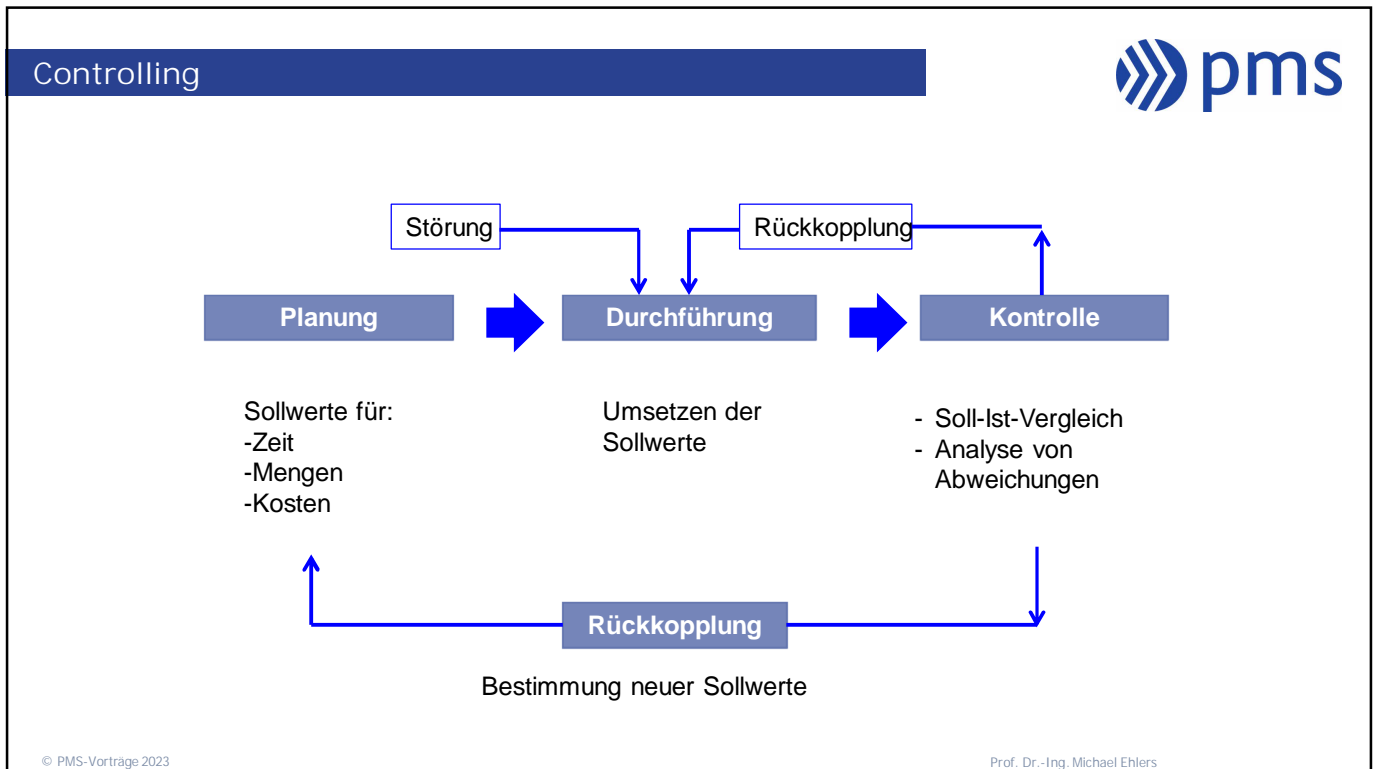 Controlling
pms
Störung
Rückkopplung
Planung
Durchführung
Kontrolle
Sollwerte für:
-Zeit
-Mengen
-Kosten
Umsetzen der
Sollwerte
- Soll-Ist-Vergleich
- Analyse von
Abweichungen
Rückkopplung
Bestimmung neuer Sollwerte
© PMS-Vorträge 2023
Prof. Dr.-Ing. Michael Ehlers